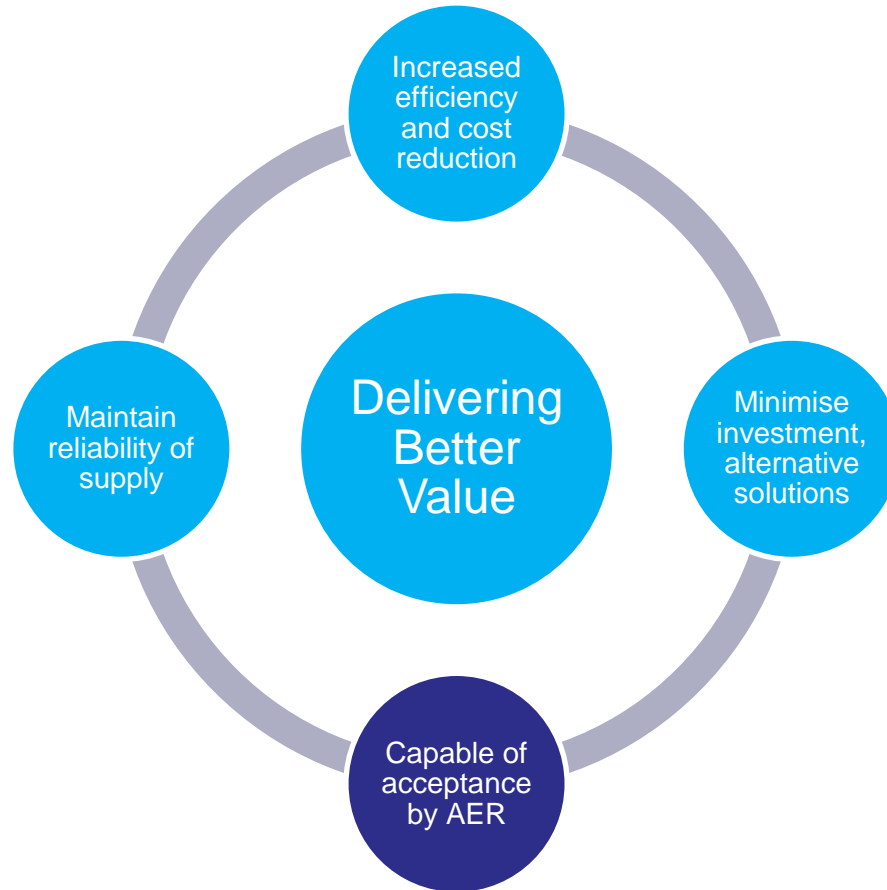 Increased
efficiency
and cost
reduction
Maintain
reliability of
supply
Delivering
Better
Value
Minimise
investment,
alternative
solutions
Capable of
acceptance
by AER